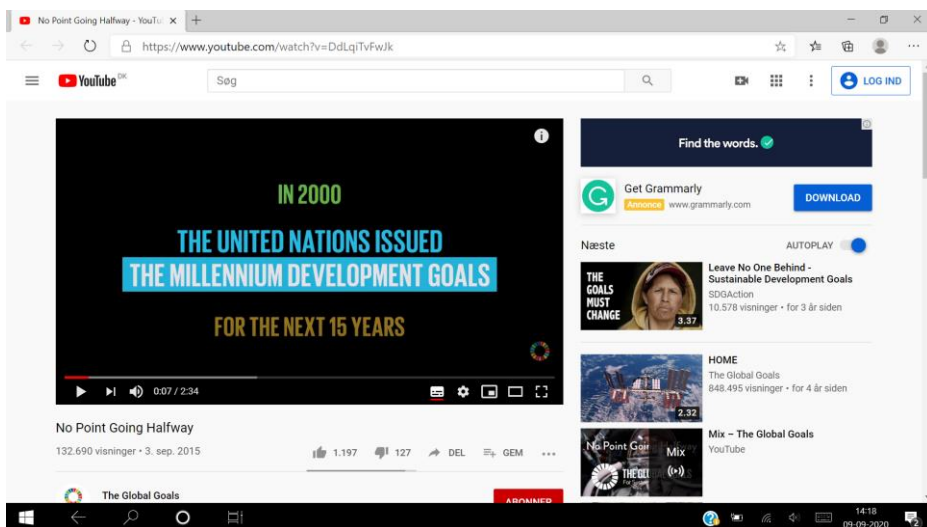 No Point Going Halfway - YouTu
https://www.youtube.com/watch?v=DdLqiTvFwJk
YouTube DK
Søg
LOG IND
IN 2000
THE UNITED NATIONS ISSUED
THE MILLENNIUM DEVELOPMENT GOALS
FOR THE NEXT 15 YEARS
0:07 / 2:34
No Point Going Halfway
132.690 visninger • 3. sep. 2015
1.197
127
DEL
GEM
The Global Goals
ABONNER
Find the words.
Get Grammarly
Annonce www.grammarly.com
DOWNLOAD
Næste
AUTOPLAY
THE
GOALS
MUST
CHANGE
3.37
Leave No One Behind -
Sustainable Development Goals
SDGAction
10.578 visninger • for 3 år siden
2.32
HOME
The Global Goals
848.495 visninger • for 4 år siden
No Point Goin
Mix
THE GL
Mix – The Global Goals
YouTube
14:18
09-09-2020
2